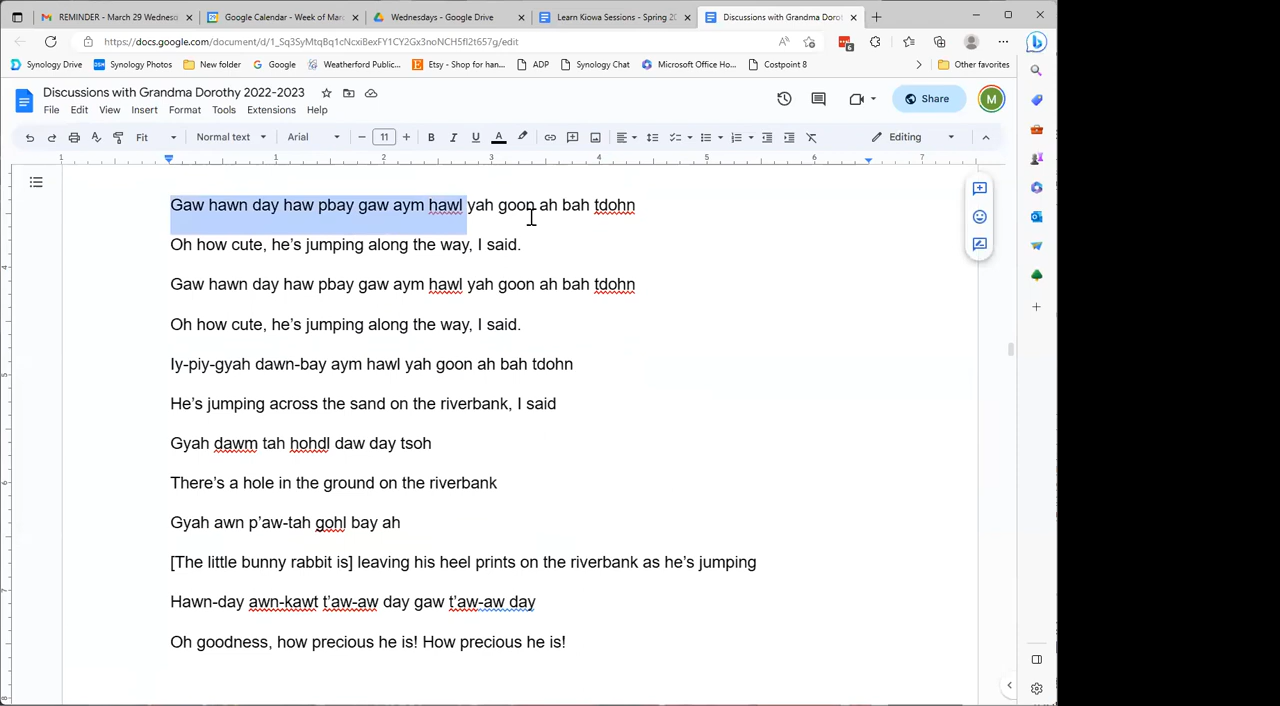 REMINDER - March 29 Wednesd
Google Calendar - Week of Mar
Wednesdays - Google Drive
Learn Kiowa Sessions - Spring 20
Discussions with Grandma Dorot
Synology Drive
Synology Photos
New folder
Google
Weatherford Public...
Etsy - Shop for han...
ADP
Synology Chat
Microsoft Office Ho...
Costpoint 8
Other favorites
Discussions with Grandma Dorothy 2022-2023
File Edit View Insert Format Tools Extensions Help
Share
M
Fit
Normal text
Arial
11
Editing
1 1 2 3 4 5 6 7
Gaw hawn day haw pbay gaw aym hawl yah goon ah bah tdohn
Oh how cute, he's jumping along the way, I said.
Gaw hawn day haw pbay gaw aym hawl yah goon ah bah tdohn
Oh how cute, he's jumping along the way, I said.
Iy-piy-gyah dawn-bay aym hawl yah goon ah bah tdohn
He's jumping across the sand on the riverbank, I said
Gyah dawm tah hohdl daw day tsoh
There's a hole in the ground on the riverbank
Gyah awn p'aw-tah gohl bay ah
[The little bunny rabbit is] leaving his heel prints on the riverbank as he's jumping
Hawn-day awn-kawt t'aw-aw day gaw t'aw-aw day
Oh goodness, how precious he is! How precious he is!